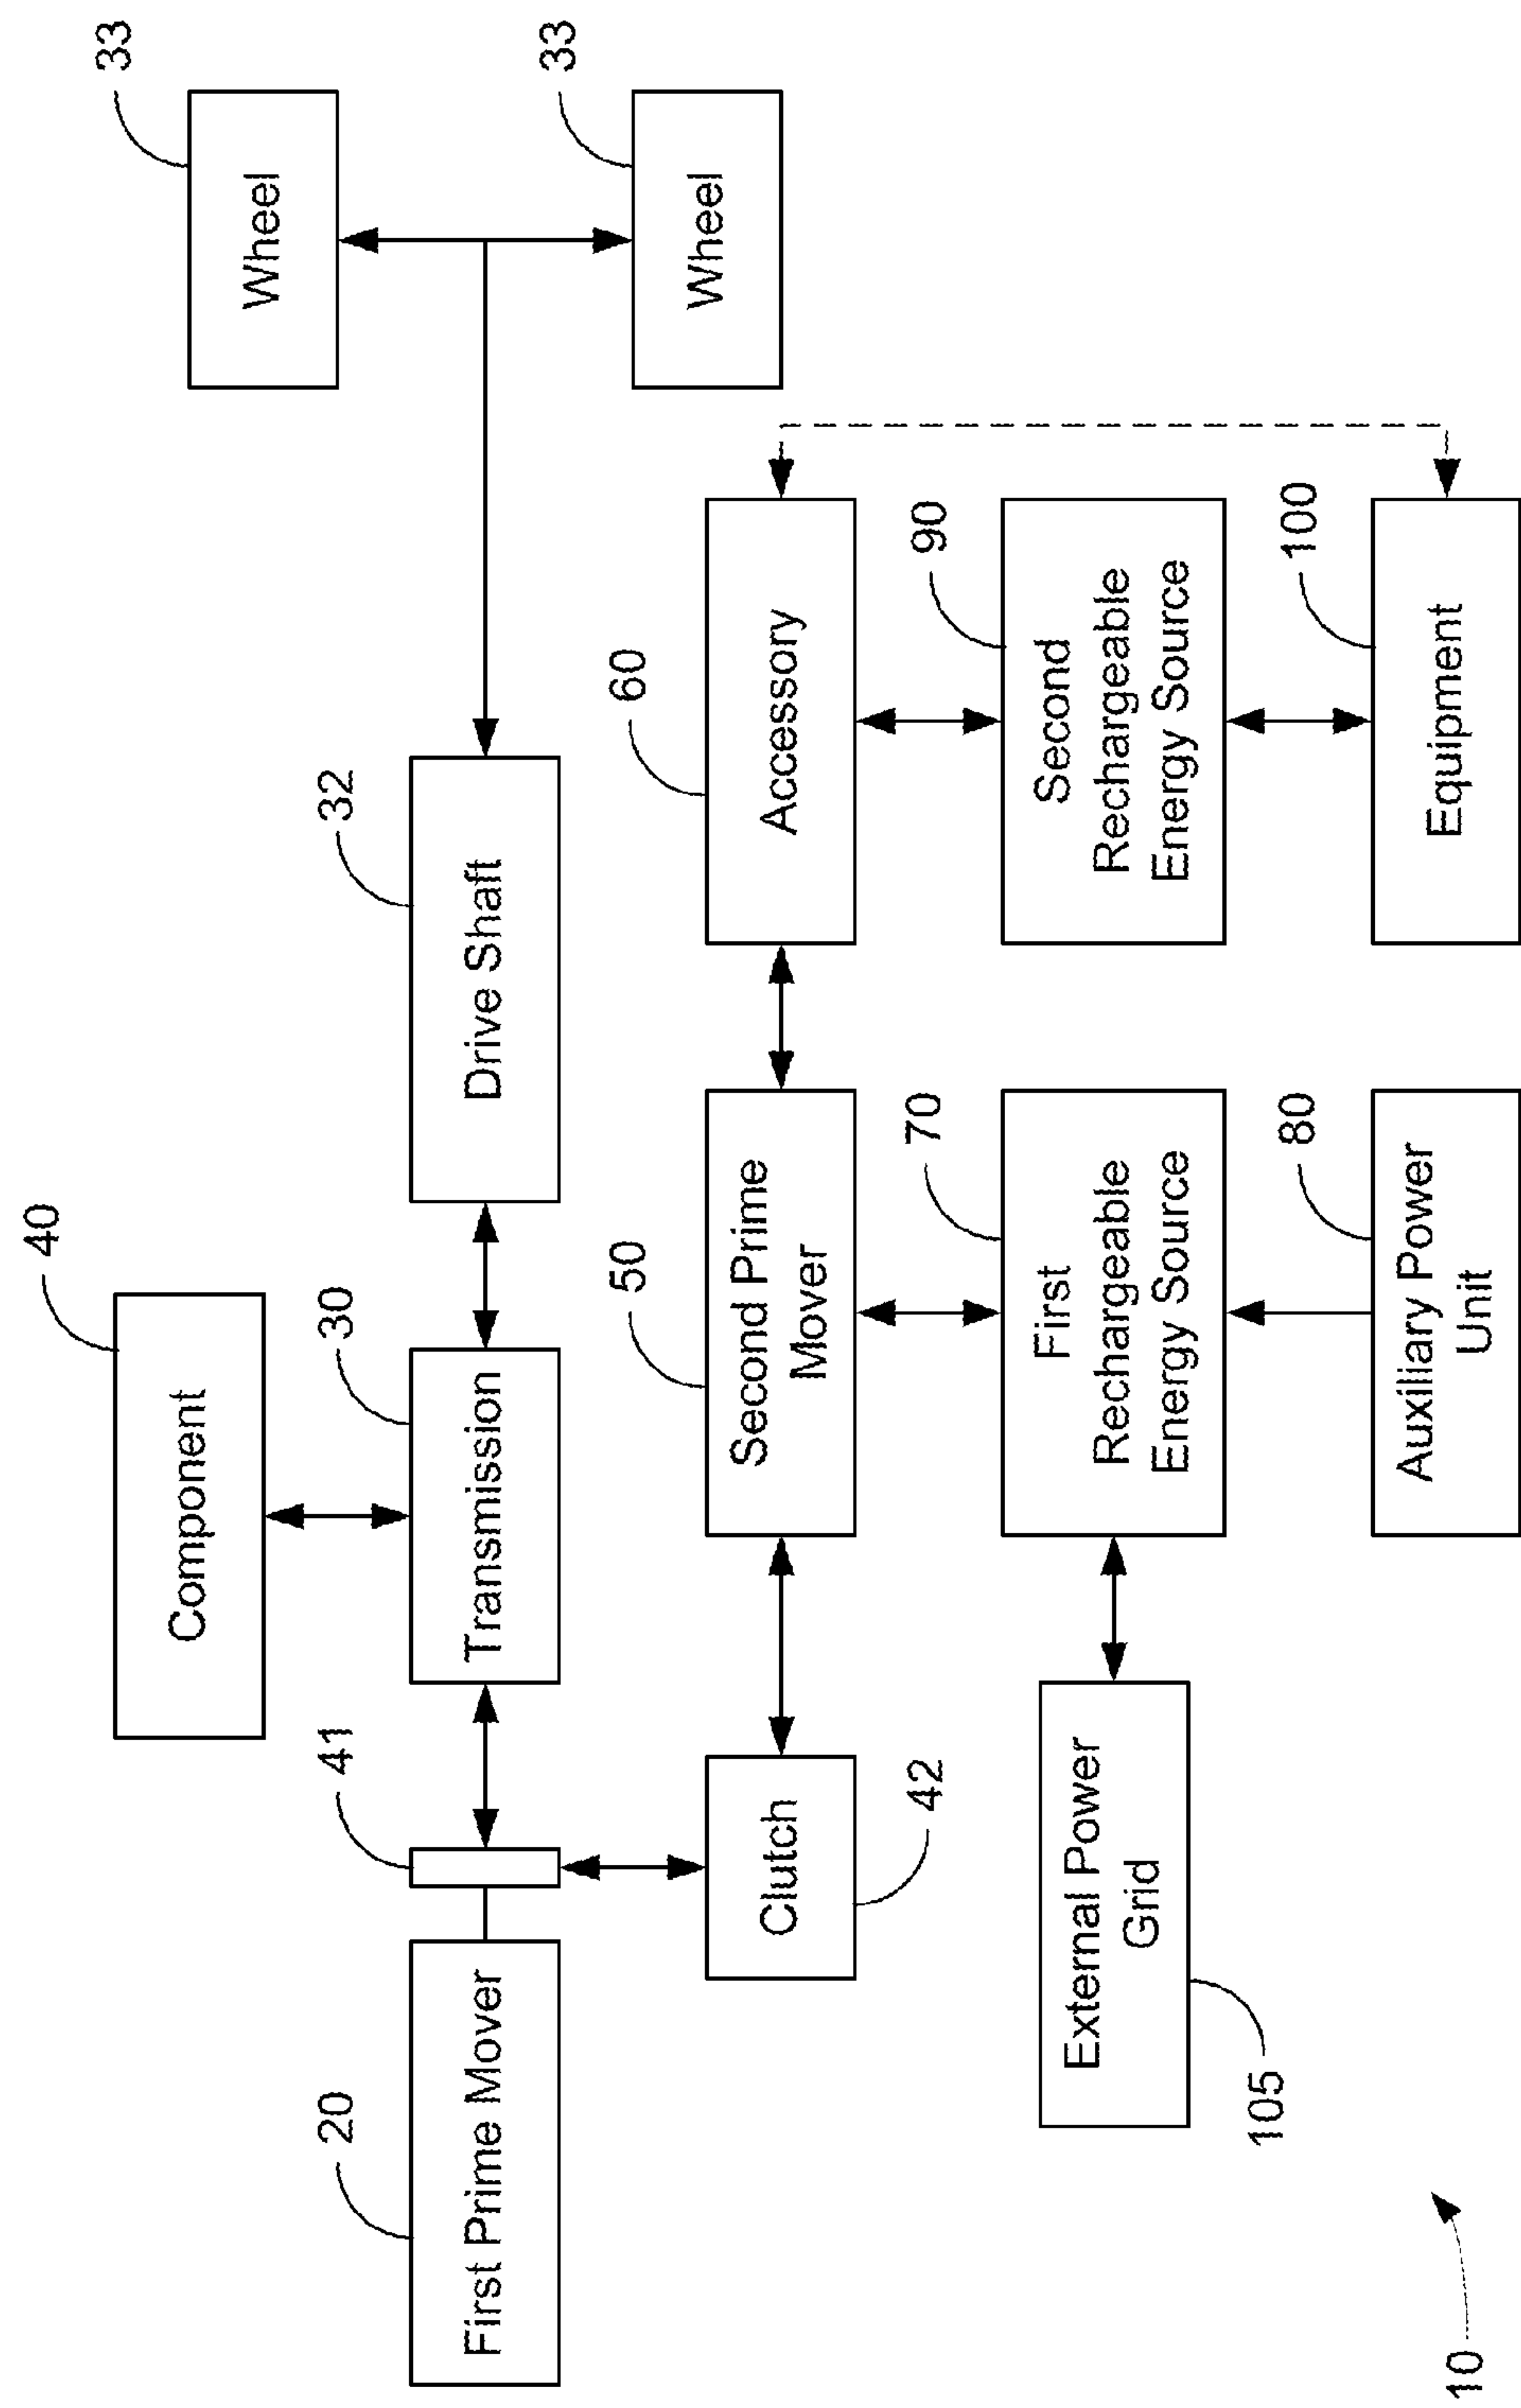 40
Component
33
Wheel
20
41
30
32
First Prime Mover
Transmission
Drive Shaft
33
Wheel
50
60
Clutch
42
Second Prime
Mover
Accessory
70
90
External Power
Grid
105
First
Rechargeable
Energy Source
Second
Rechargeable
Energy Source
80
100
Auxiliary Power
Unit
Equipment
10